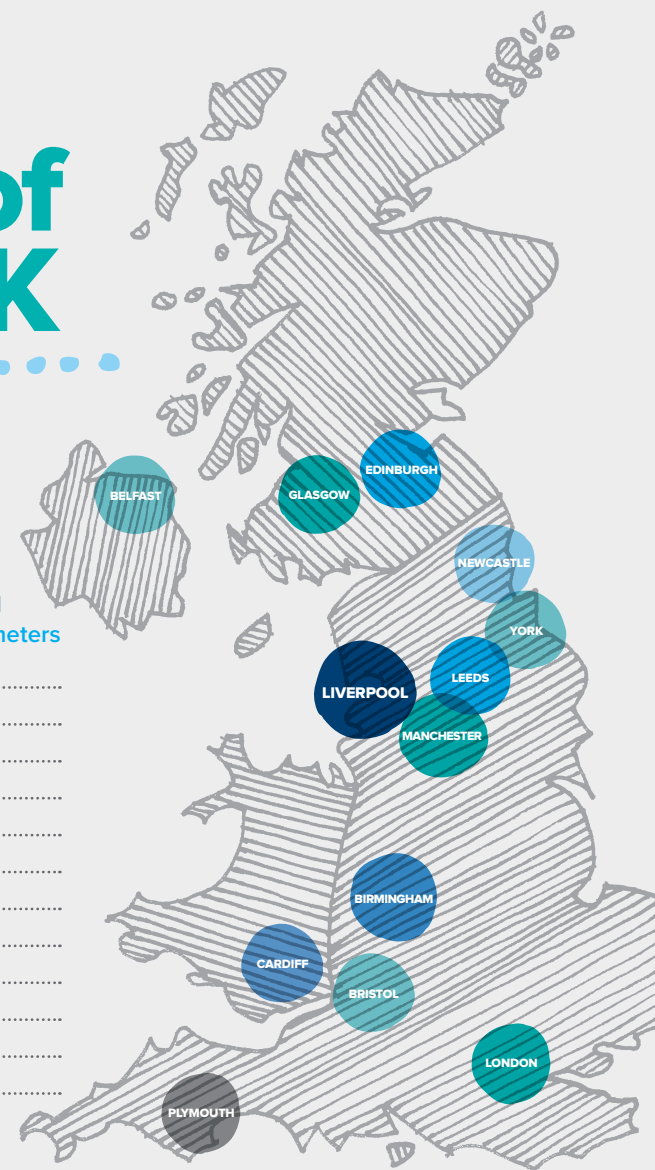 of
K
BELFAST
GLASGOW
EDINBURGH
NEWCASTLE
meters
YORK
LIVERPOOL
LEEDS
MANCHESTER
BIRMINGHAM
CARDIFF
BRISTOL
LONDON
PLYMOUTH